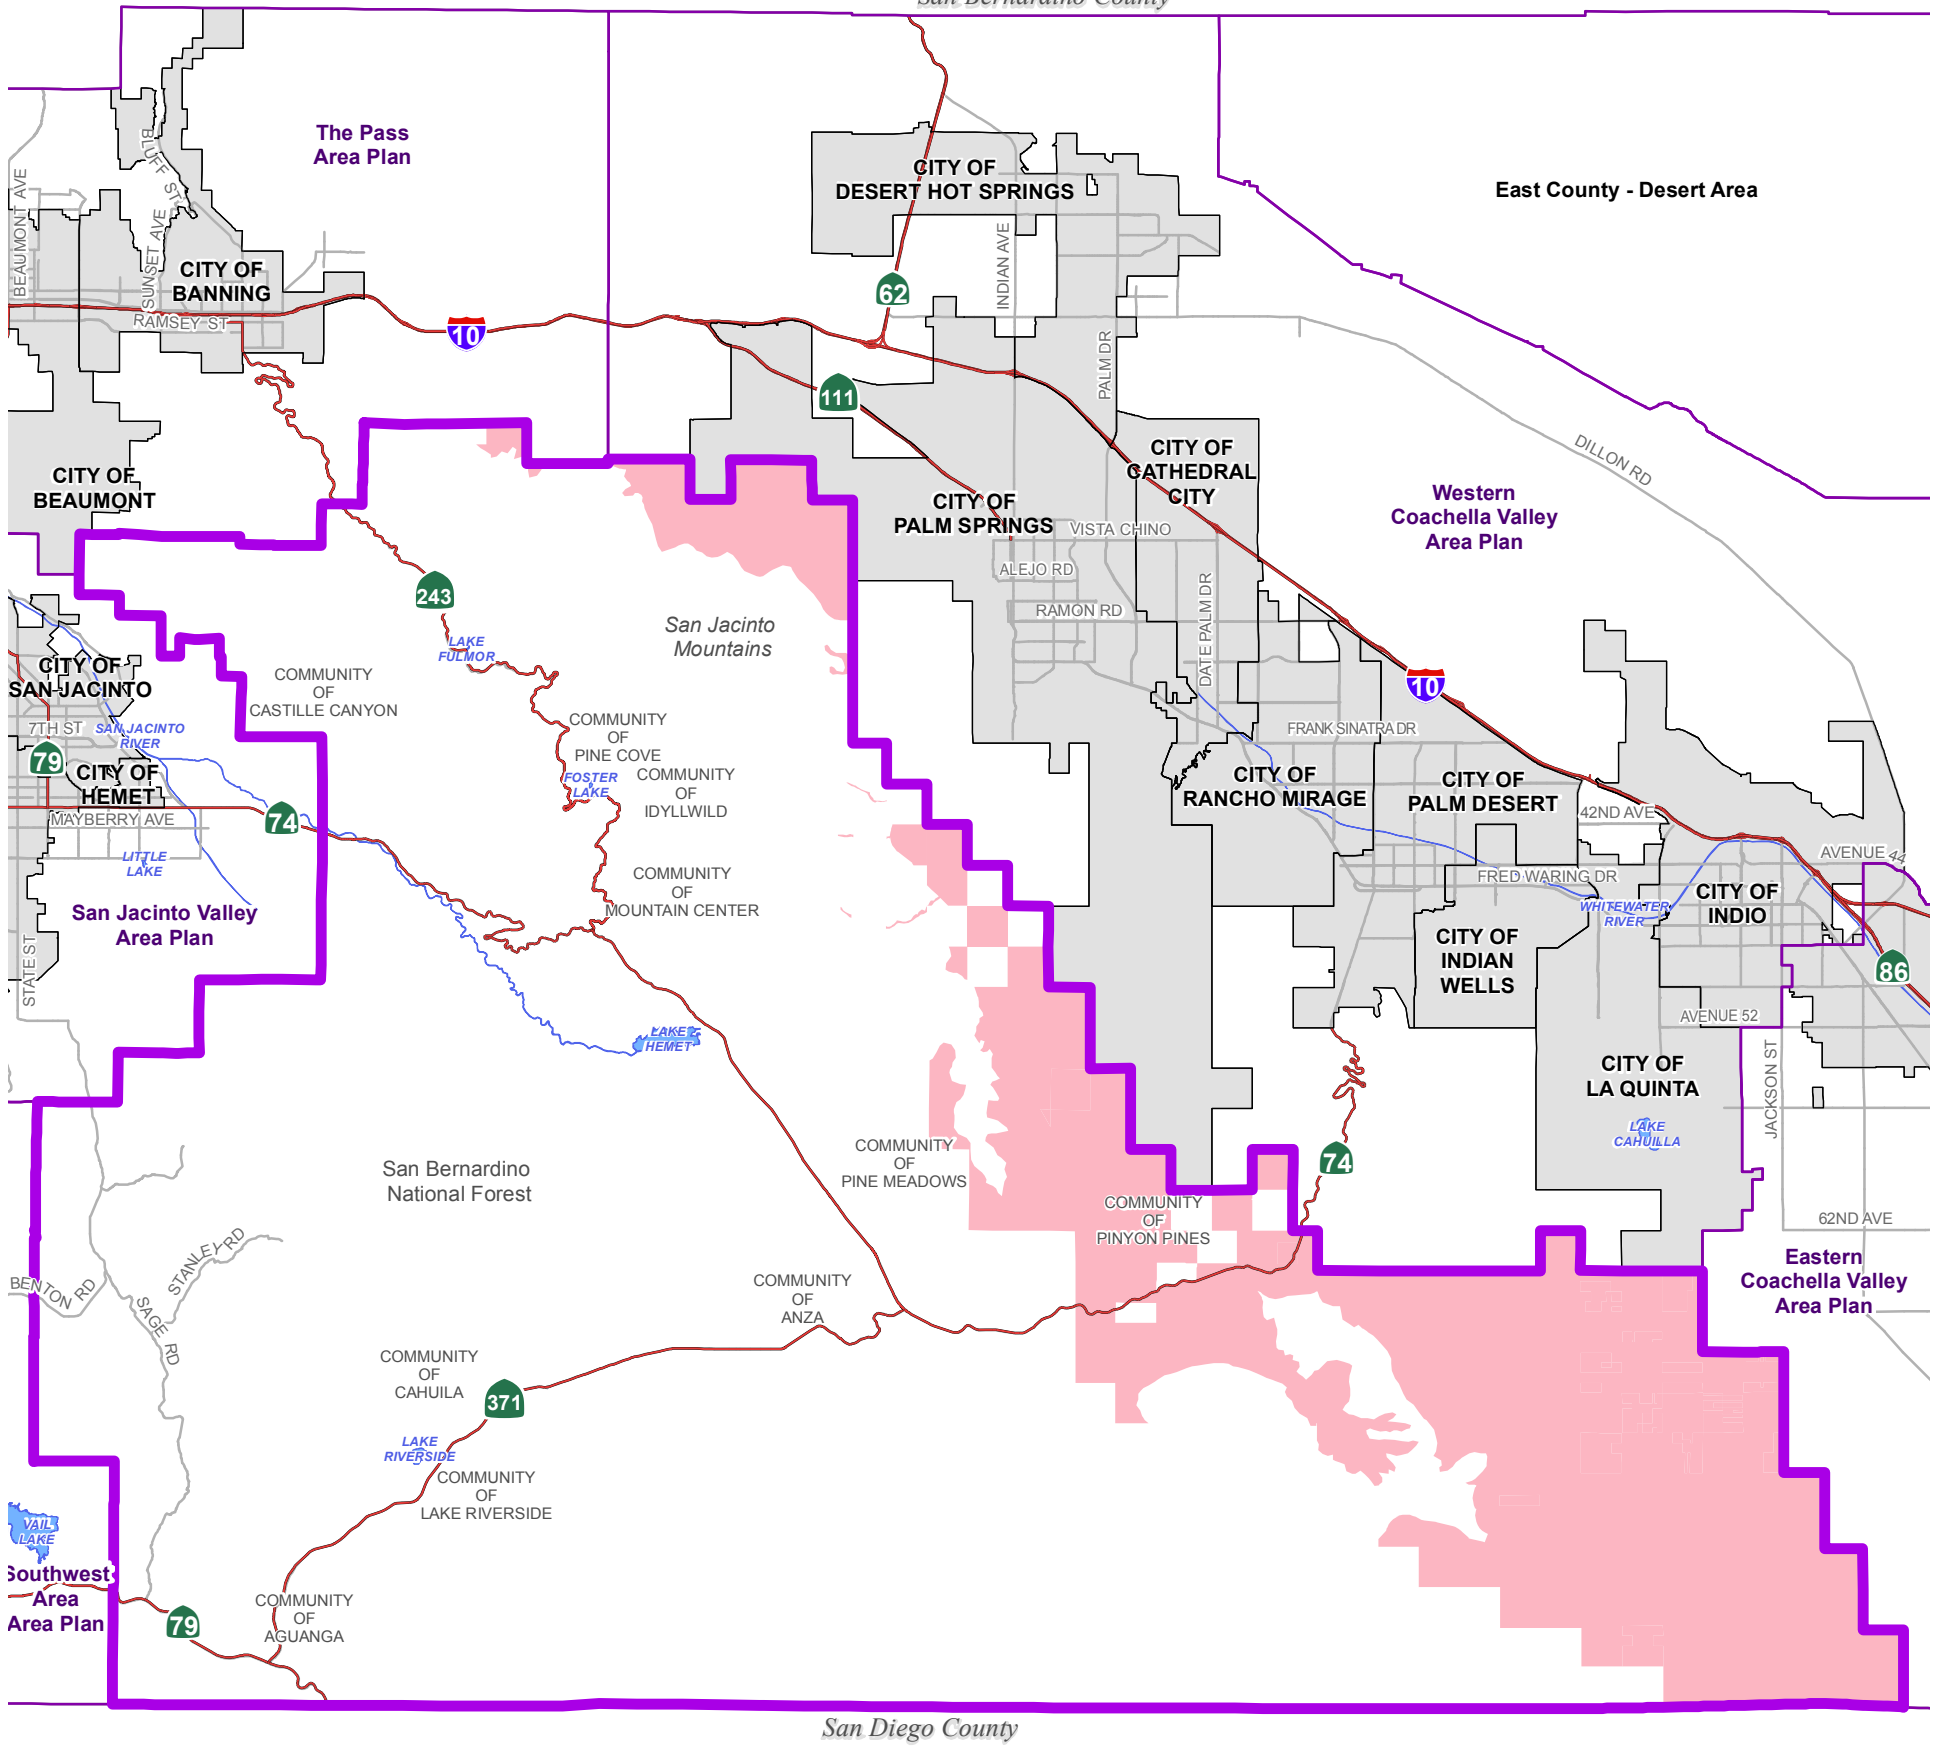 San Bernardino County
The Pass
Area Plan
BLUFF ST
BEAUMONT AVE
SUNSET AVE
CITY OF
BANNING
RAMSEY ST
10
CITY OF
DESERT HOT SPRINGS
INDIAN AVE
62
East County - Desert Area
PALM DR
111
CITY OF
BEAUMONT
CITY OF
PALM SPRINGS
CITY OF
CATHEDRAL
CITY
VISTA CHINO
ALEJO RD
RAMON RD
DATE PALM DR
Western
Coachella Valley
Area Plan
DILLON RD
243
LAKE
FULMOR
San Jacinto
Mountains
CITY OF
SAN JACINTO
7TH ST
SAN JACINTO
RIVER
79
CITY OF
HEMET
MAYBERRY AVE
74
LITTLE
LAKE
San Jacinto Valley
Area Plan
STATE ST
COMMUNITY
OF
CASTILLE CANYON
COMMUNITY
OF
PINE COVE
FOSTER
LAKE
COMMUNITY
OF
IDYLLWILD
COMMUNITY
OF
MOUNTAIN CENTER
10
FRANK SINATRA DR
CITY OF
RANCHO MIRAGE
CITY OF
PALM DESERT
42ND AVE
AVENUE 44
FRED WARING DR
WHITEWATER
RIVER
CITY OF
INDIO
CITY OF
INDIAN
WELLS
86
AVENUE 52
CITY OF
LA QUINTA
JACKSON ST
LAKE
CAHUILLA
LAKE
HEMET
San Bernardino
National Forest
COMMUNITY
OF
PINE MEADOWS
74
COMMUNITY
OF
PINYON PINES
62ND AVE
Eastern
Coachella Valley
Area Plan
STANLEY RD
BENTON RD
SAGE RD
COMMUNITY
OF
ANZA
COMMUNITY
OF
CAHUILA
371
LAKE
RIVERSIDE
COMMUNITY
OF
LAKE RIVERSIDE
VAIL
LAKE
Southwest
Area
Area Plan
79
COMMUNITY
OF
AGUANGA
San Diego County